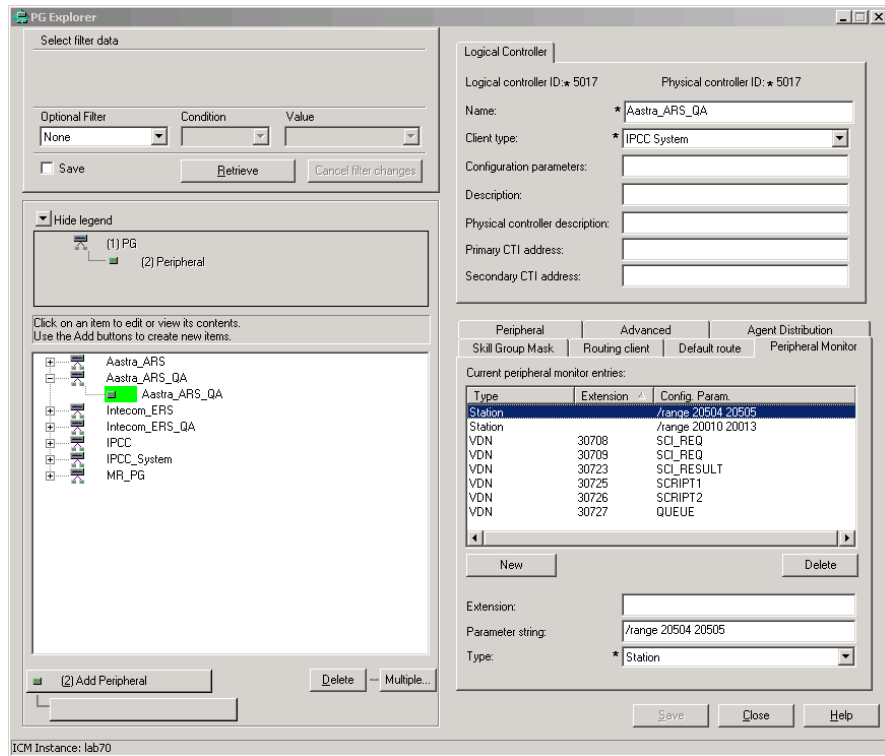 PG Explorer
Select filter data
Optional Filter Condition Value
None
Save Retrieve Cancel filter changes
Hide legend
(1) PG
(2) Peripheral
Click on an item to edit or view its contents.
Use the Add buttons to create new items.
Aastra_ARS
Aastra_ARS_QA
Aastra_ARS_QA
Intecom_ERS
Intecom_ERS_QA
IPCC
IPCC_System
MR_PG
(2) Add Peripheral Delete Multiple...
Logical Controller
Logical controller ID:* 5017 Physical controller ID: * 5017
Name: * Aastra_ARS_QA
Client type: * IPCC System
Configuration parameters:
Description:
Physical controller description:
Primary CTI address:
Secondary CTI address:
Peripheral Advanced Agent Distribution
Skill Group Mask Routing client Default route Peripheral Monitor
Current peripheral monitor entries:
Type Extension Config. Param.
Station /range 20504 20505
Station /range 20010 20013
VDN 30708 SCI_REQ
VDN 30709 SCI_REQ
VDN 30723 SCI_RESULT
VDN 30725 SCRIPT1
VDN 30726 SCRIPT2
VDN 30727 QUEUE
New Delete
Extension:
Parameter string: /range 20504 20505
Type: * Station
Save Close Help
ICM Instance: lab70